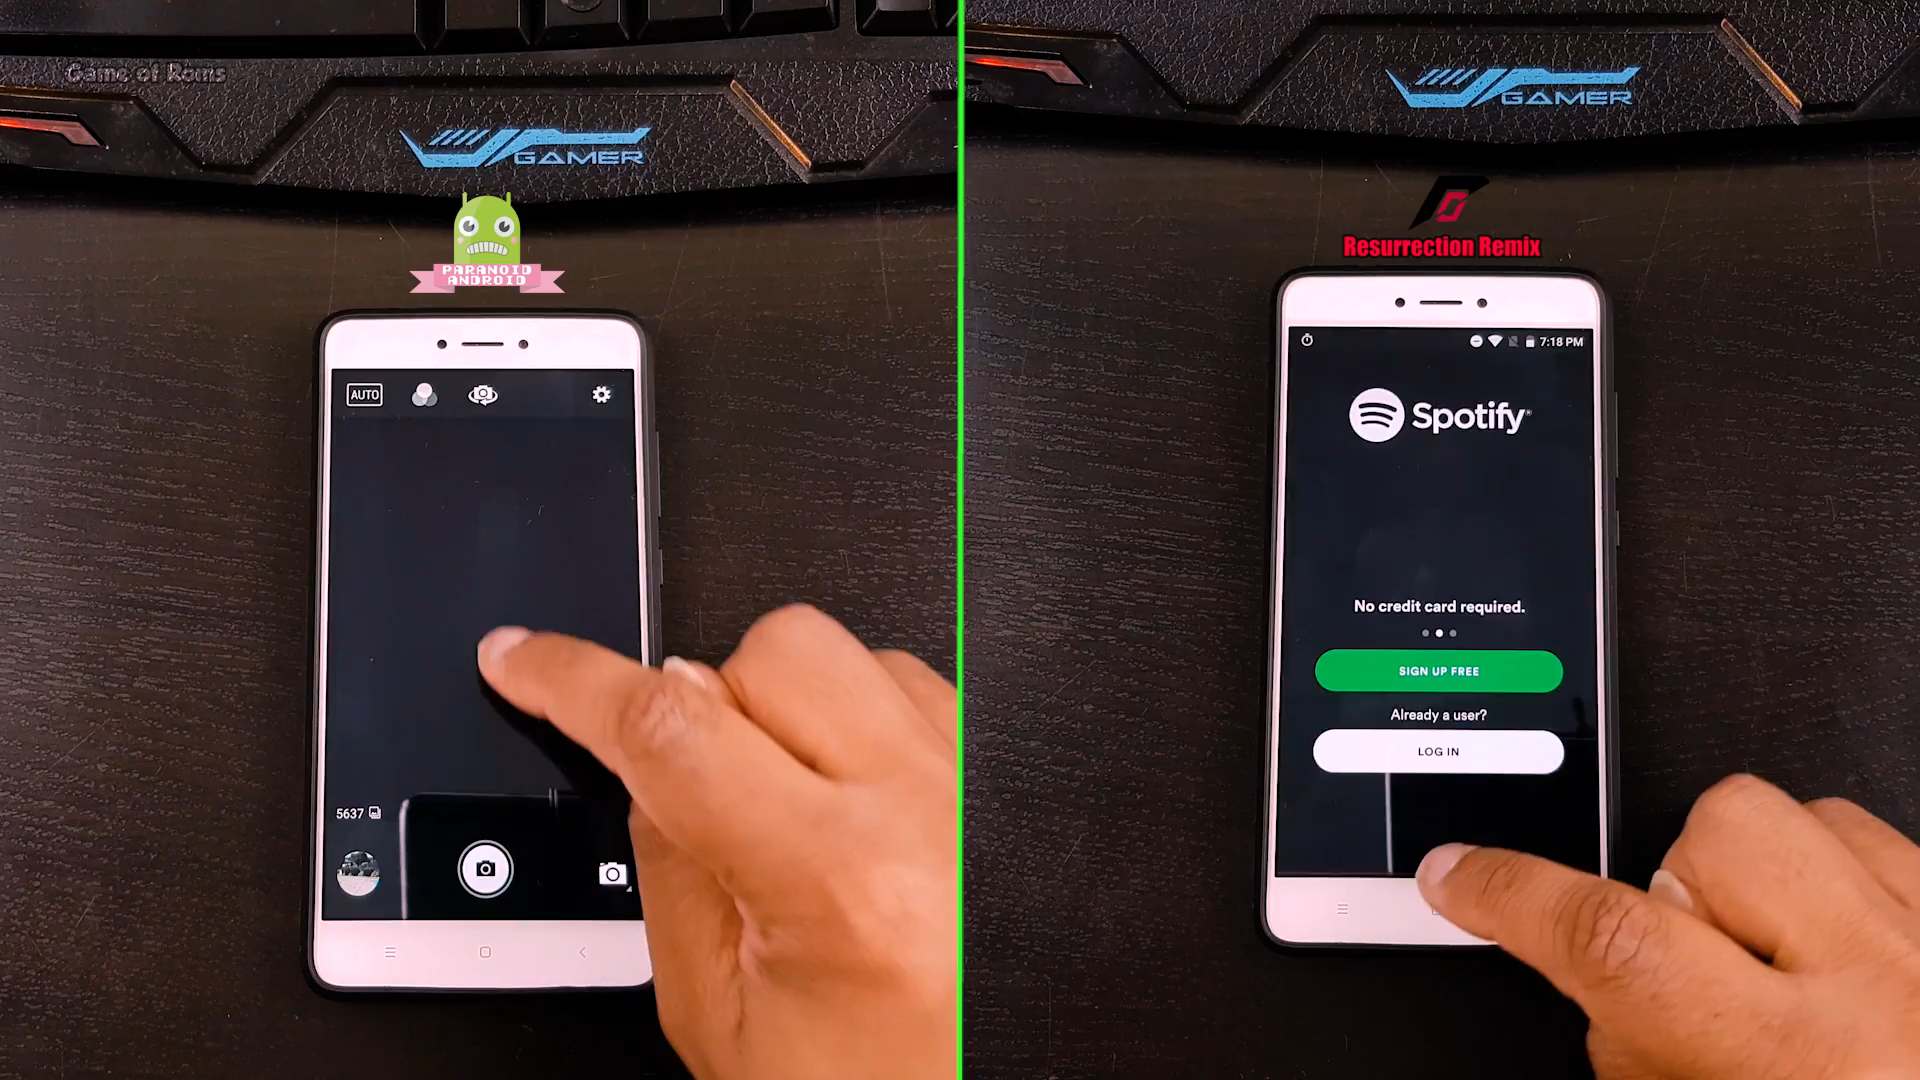 Game of Roms
GAMER
PARANOID
ANDROID
AUTO
5637
GAMER
Resurrection Remix
7:18 PM
Spotify
No credit card required.
SIGN UP FREE
Already a user?
LOG IN